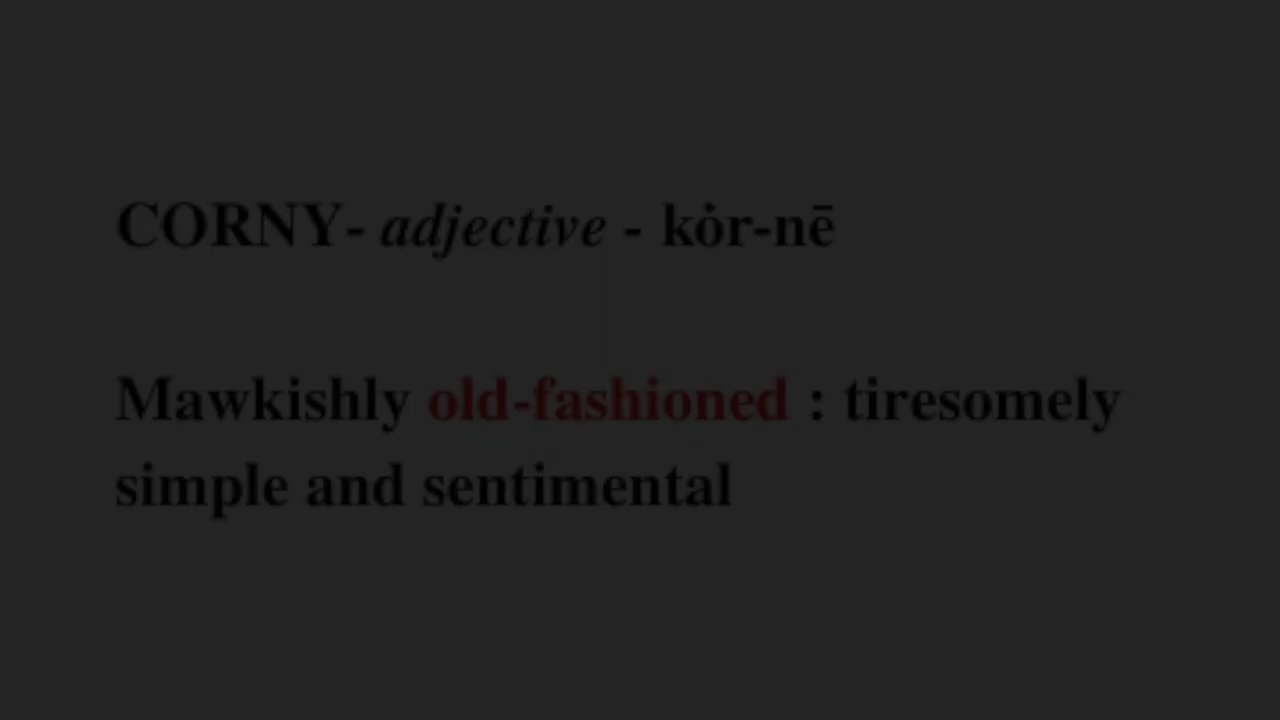 CORNY- adjective - kȯr-nē
Mawkishly old-fashioned : tiresomely
simple and sentimental